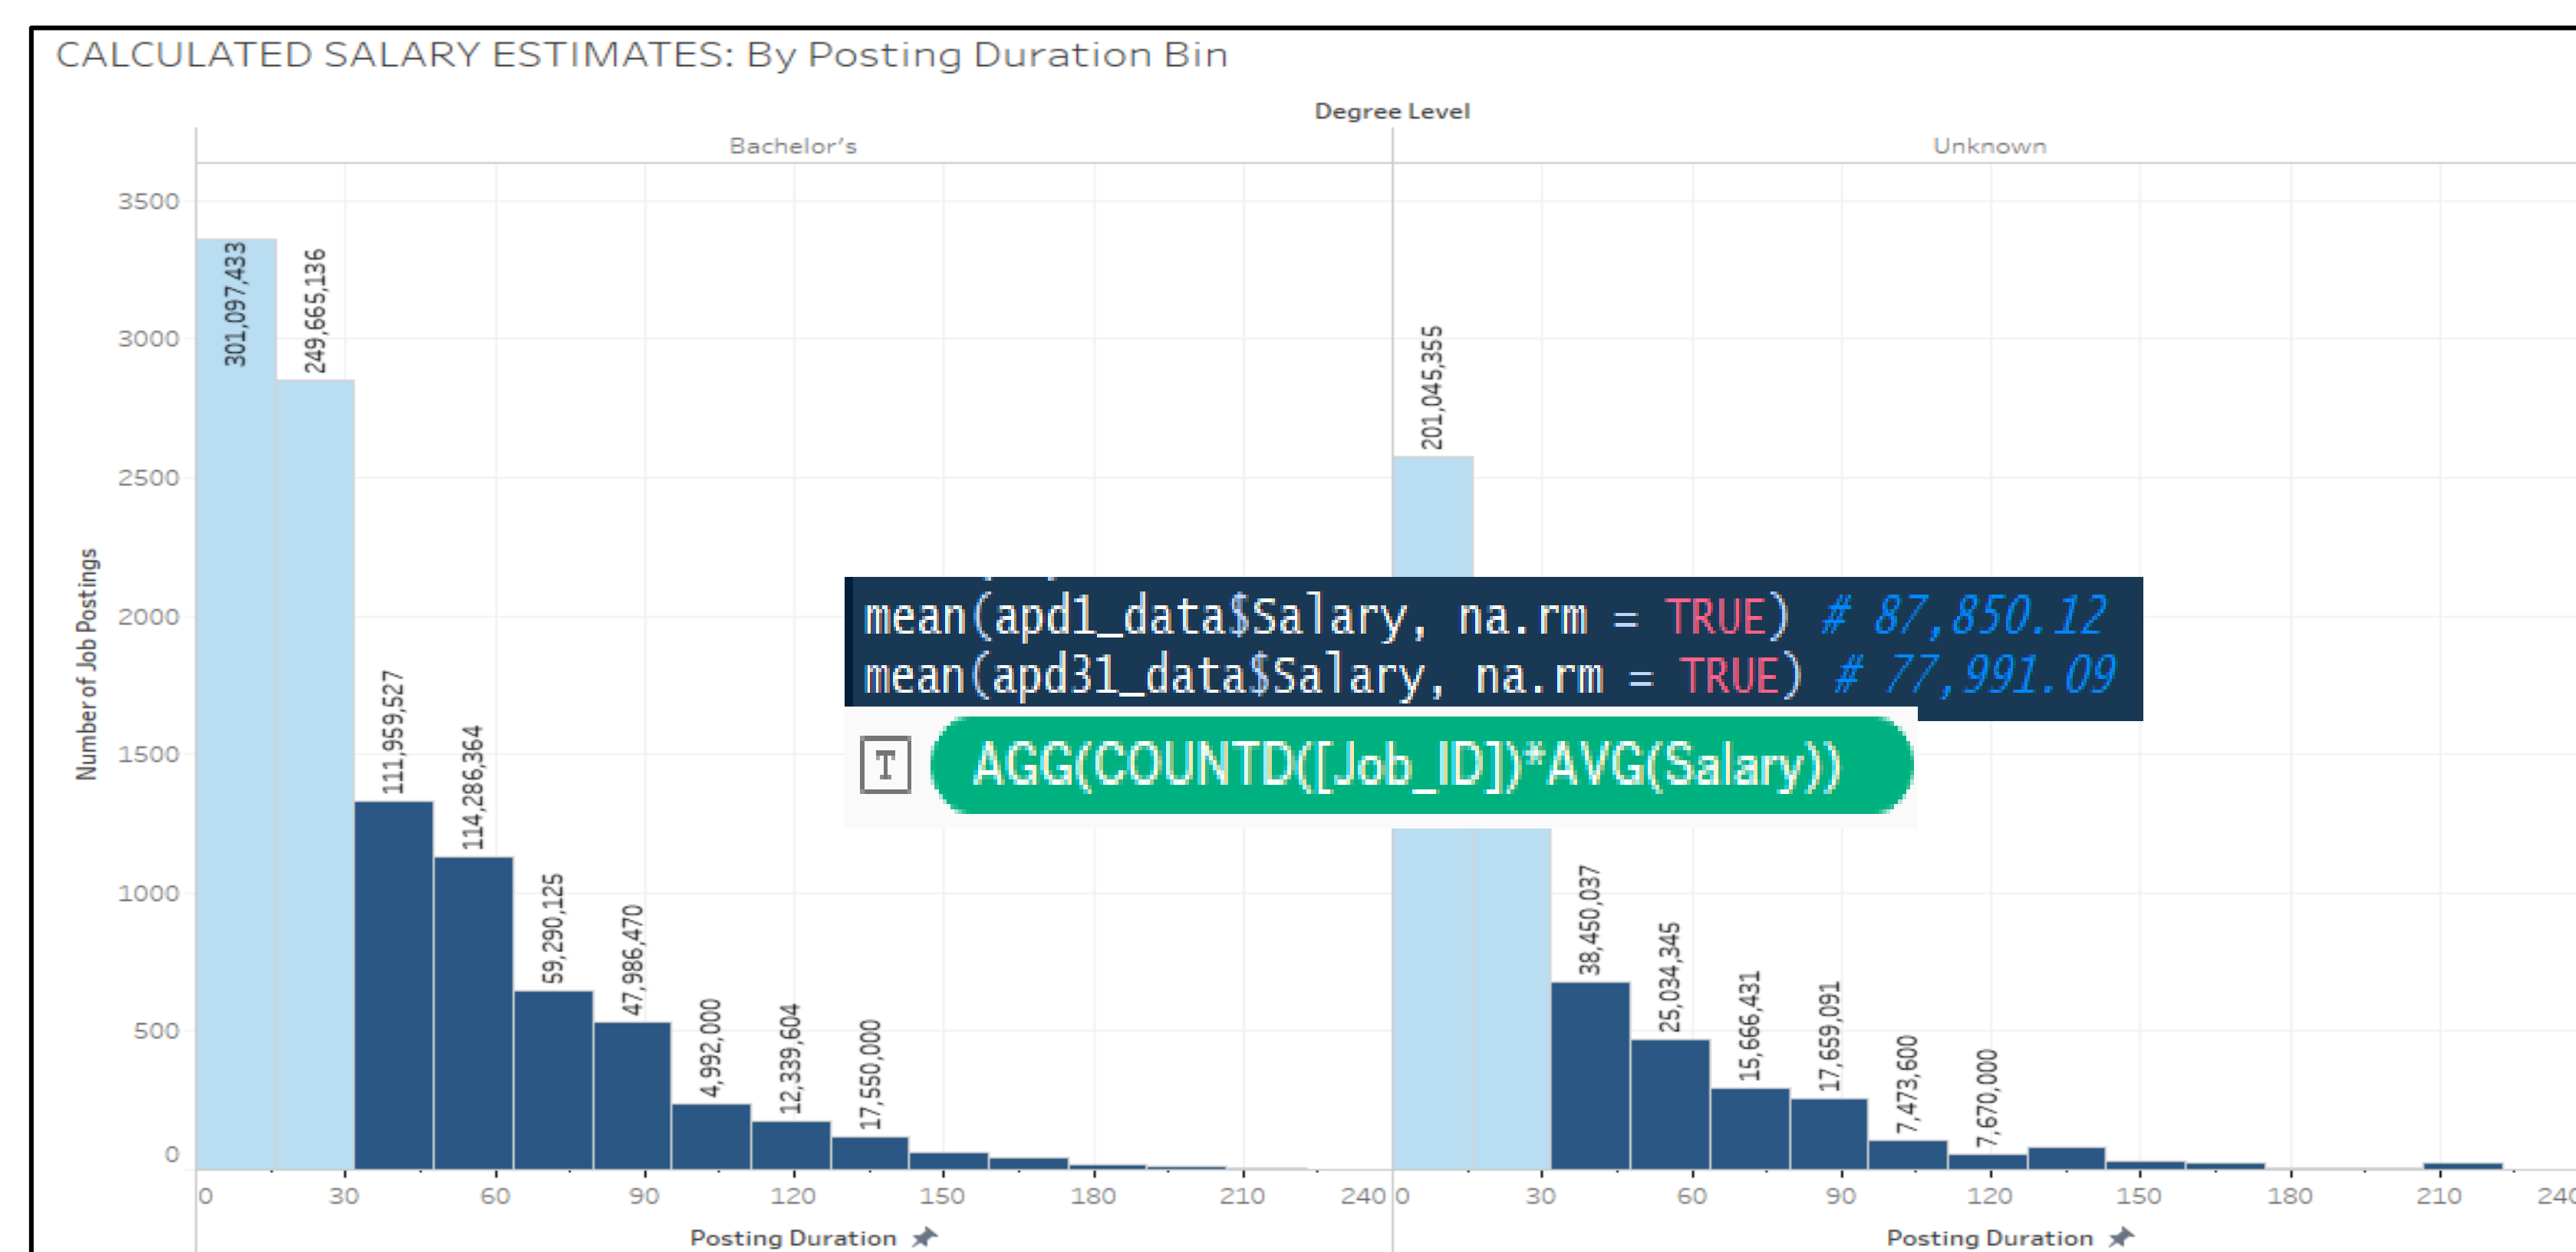 CALCULATED SALARY ESTIMATES: By Posting Duration Bin
Degree Level
Bachelor's
Unknown
Number of Job Postings
3500
3000
2500
2000
1500
1000
500
0
301,097,433
249,665,136
111,959,527
114,286,364
59,290,125
47,986,470
4,992,000
12,339,604
17,550,000
201,045,355
38,450,037
25,034,345
15,666,431
17,659,091
7,473,600
7,670,000
mean(apd1_data$Salary, na.rm = TRUE) # 87,850.12
mean(apd31_data$Salary, na.rm = TRUE) # 77,991.09
T AGG(COUNTD([Job_ID])*AVG(Salary))
0 30 60 90 120 150 180 210 240
0 30 60 90 120 150 180 210 240
Posting Duration
Posting Duration